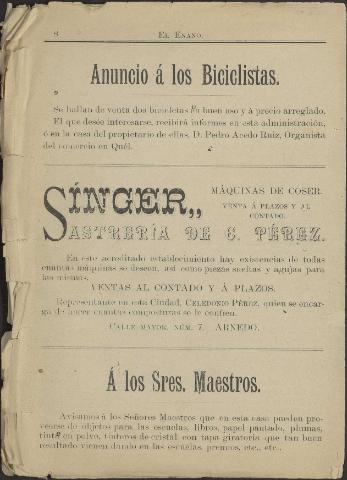 8 El Enano.
Anuncio á los Biciclistas.
Se hallan de venta dos bicicletas en buen uso y á precio arreglado.
El que desée interesarse, recibirá informes en esta administración,
ó en la casa del propietario de ellas, D. Pedro Acedo Ruiz, Organista
del comercio en Quél.
SÍNGER,,
MÁQUINAS DE COSER.
VENTA Á PLAZOS Y AL
CONTADO.
SASTRERÍA DE C. PÉREZ.
En este acreditado establecimiento hay existencias de todas
cuantas máquinas se deseen, así como piezas sueltas y agujas para
las mismas.
VENTAS AL CONTADO Y Á PLAZOS.
Representante en esta Ciudad, Celedonio Pérez, quien se encar-
ga de hacer cuantas composturas se le confíen.
Calle mayor, núm. 7. ARNEDO.
Á los Sres. Maestros.
Avisamos á los Señores Maestros que en esta casa pueden pro-
veerse de objetos para las escuelas, libros, papel pautado, plumas,
tinta en polvo, tinteros de cristal con tapa giratoria que tan buen
resultado vienen dando en las escuelas, premios, etc., etc.